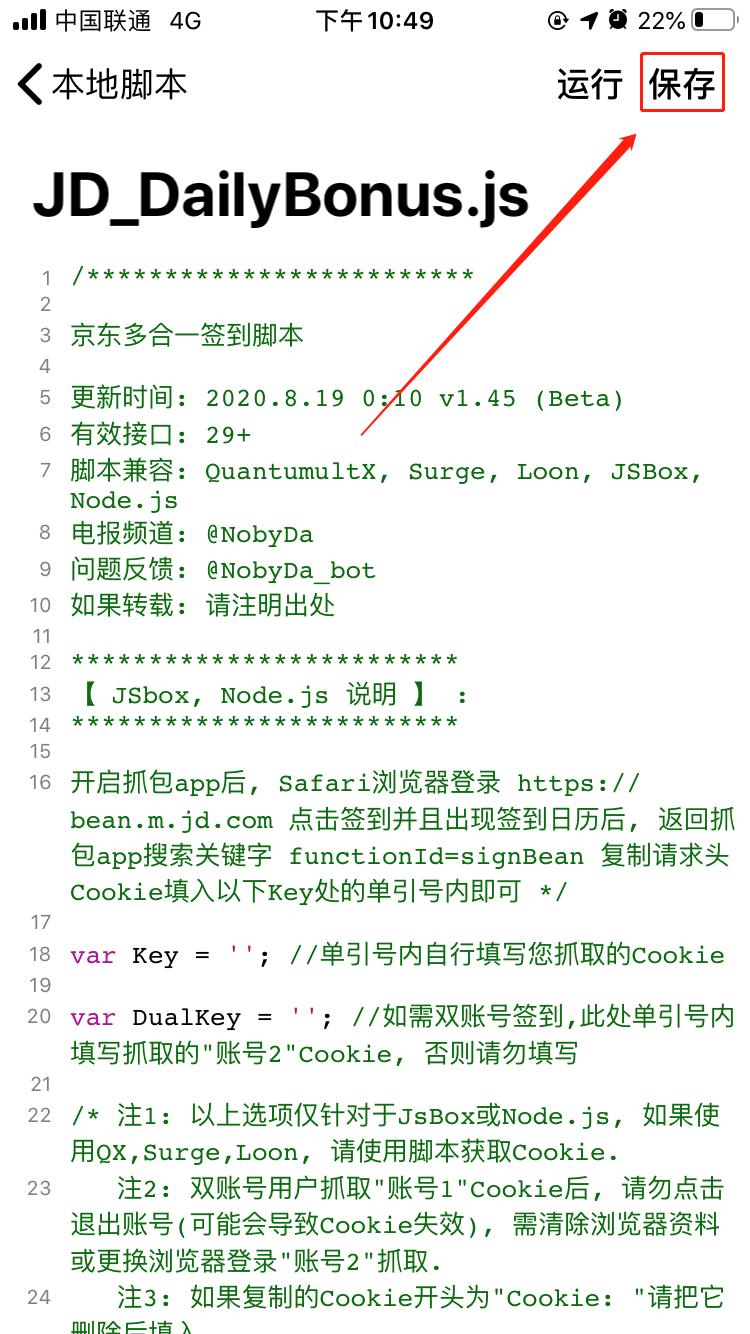 中国联通 4G 下午10:49 22%
本地脚本 运行 保存
JD_DailyBonus.js
1 /*************************
2
3 京东多合一签到脚本
4
5 更新时间: 2020.8.19 0:10 v1.45 (Beta)
6 有效接口: 29+
7 脚本兼容: QuantumultX, Surge, Loon, JSBox,
Node.js
8 电报频道: @NobyDa
9 问题反馈: @NobyDa_bot
10 如果转载: 请注明出处
11
12 *************************
13 【 JSbox, Node.js 说明 】 :
14 *************************
15
16 开启抓包app后, Safari浏览器登录 https://
bean.m.jd.com 点击签到并且出现签到日历后, 返回抓
包app搜索关键字 functionId=signBean 复制请求头
Cookie填入以下Key处的单引号内即可 */
17
18 var Key = ''; //单引号内自行填写您抓取的Cookie
19
20 var DualKey = ''; //如需双账号签到,此处单引号内
填写抓取的"账号2"Cookie, 否则请勿填写
21
22 /* 注1: 以上选项仅针对于JsBox或Node.js, 如果使
用QX,Surge,Loon, 请使用脚本获取Cookie.
23 注2: 双账号用户抓取"账号1"Cookie后, 请勿点击
退出账号(可能会导致Cookie失效), 需清除浏览器资料
或更换浏览器登录"账号2"抓取.
24 注3: 如果复制的Cookie开头为"Cookie: "请把它
删除后填入